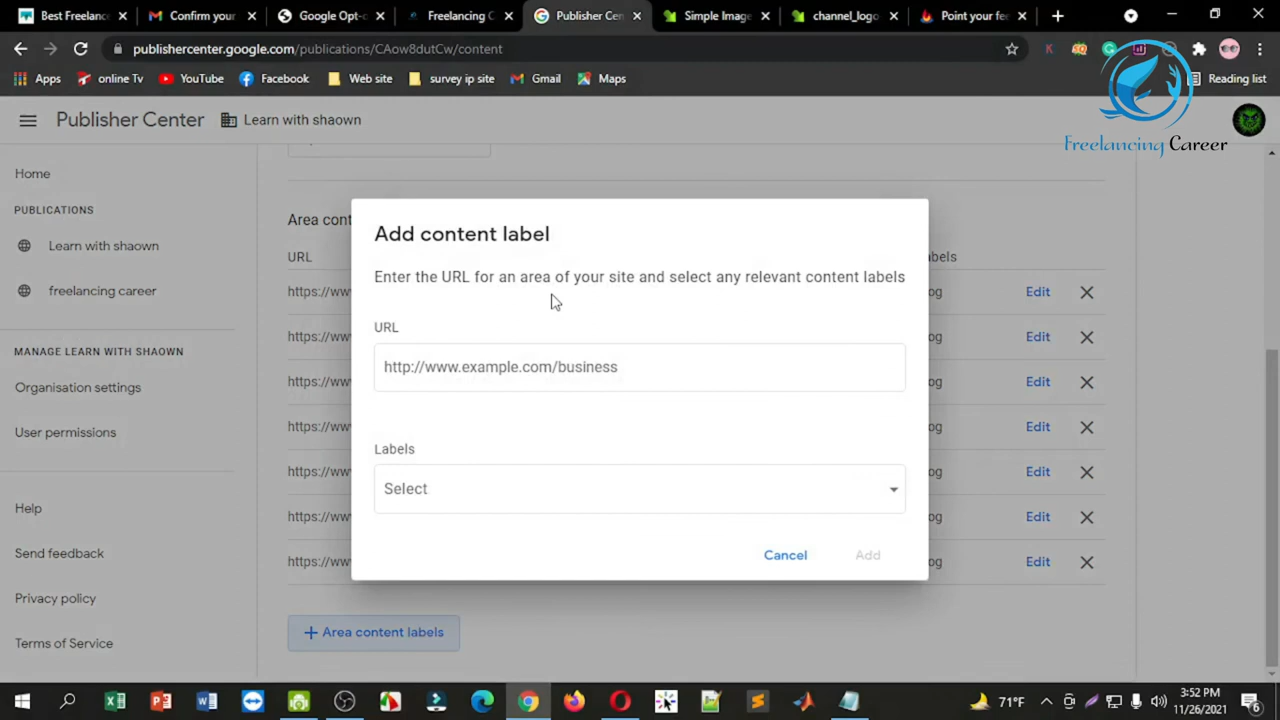 Best Freelanc
Confirm your
Google Opt-
Freelancing C
Publisher Cen
Simple Image
channel_logo
Point your fee
publishercenter.google.com/publications/CAow8dutCw/content
Apps
online Tv
YouTube
Facebook
Web site
survey ip site
Gmail
Maps
Reading list
Freelancing Career
Publisher Center
Learn with shaown
Home
PUBLICATIONS
Learn with shaown
freelancing career
MANAGE LEARN WITH SHAOWN
Organisation settings
User permissions
Help
Send feedback
Privacy policy
Terms of Service
Area cont
URL
abels
https://ww
og
Edit
https://ww
og
Edit
https://ww
og
Edit
https://ww
og
Edit
https://ww
og
Edit
https://ww
og
Edit
https://ww
og
Edit
Add content label
Enter the URL for an area of your site and select any relevant content labels
URL
http://www.example.com/business
Labels
Select
Cancel
Add
+ Area content labels
71°F
3:52 PM
11/26/2021
6